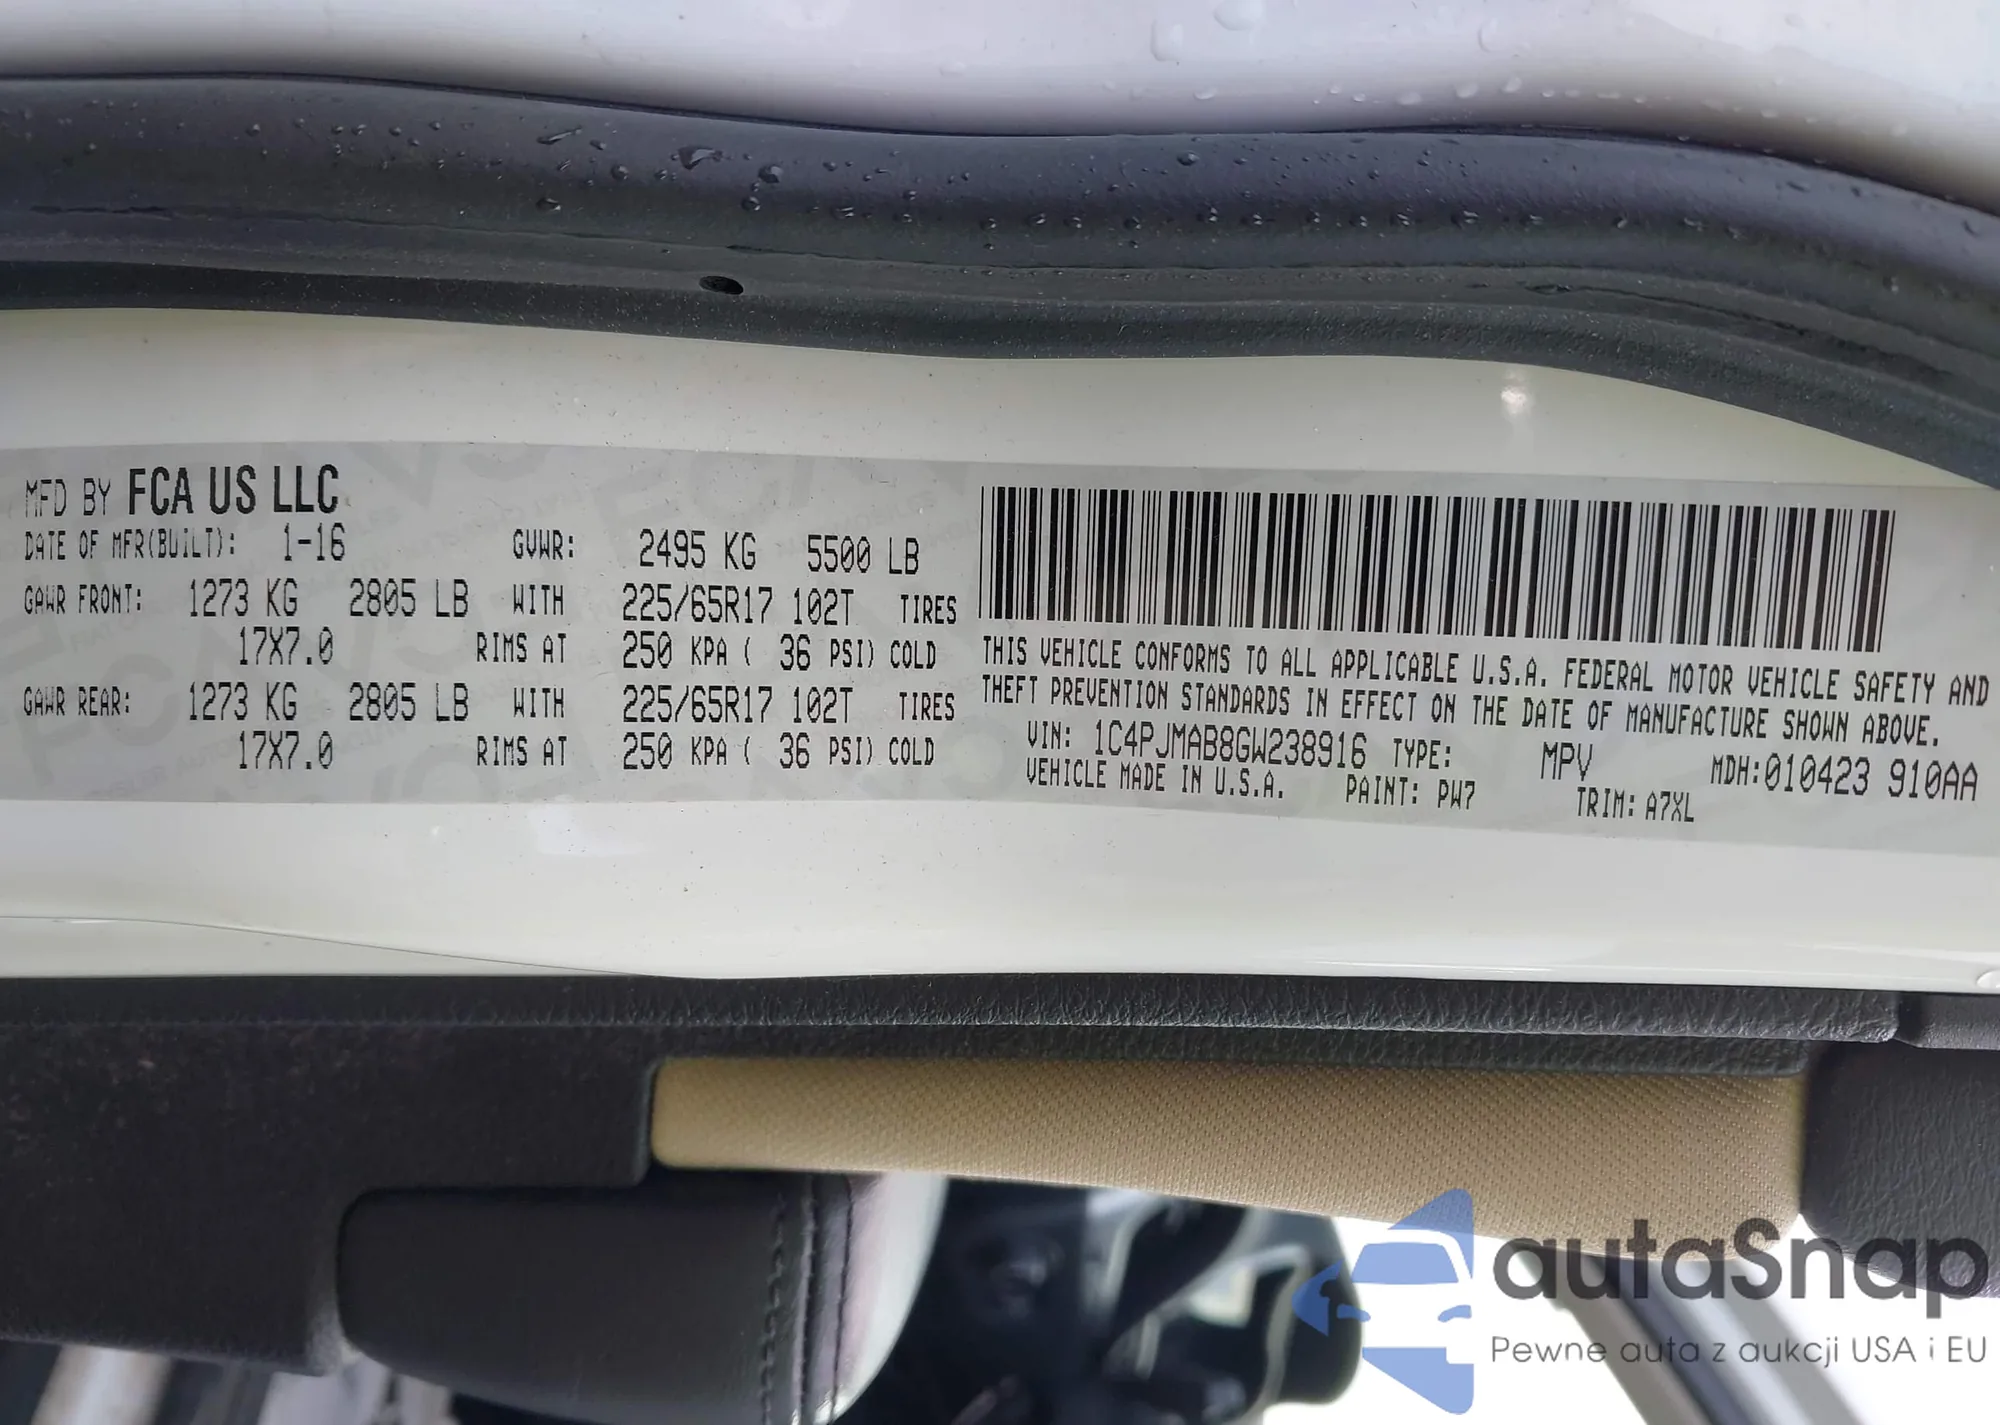 MFD BY FCA US LLC
DATE OF MFR(BUILT): 1-16 GVWR: 2495 KG 5500 LB
GAWR FRONT: 1273 KG 2805 LB WITH 225/65R17 102T TIRES
17X7.0 RIMS AT 250 KPA ( 36 PSI) COLD
GAWR REAR: 1273 KG 2805 LB WITH 225/65R17 102T TIRES
17X7.0 RIMS AT 250 KPA ( 36 PSI) COLD
THIS VEHICLE CONFORMS TO ALL APPLICABLE U.S.A. FEDERAL MOTOR VEHICLE SAFETY AND
THEFT PREVENTION STANDARDS IN EFFECT ON THE DATE OF MANUFACTURE SHOWN ABOVE.
VIN: 1C4PJMAB8GW238916 TYPE: MPV MDH:010423 910AA
VEHICLE MADE IN U.S.A. PAINT: PW7 TRIM: A7XL
autaSnap
Pewne auta z aukcji USA i EU